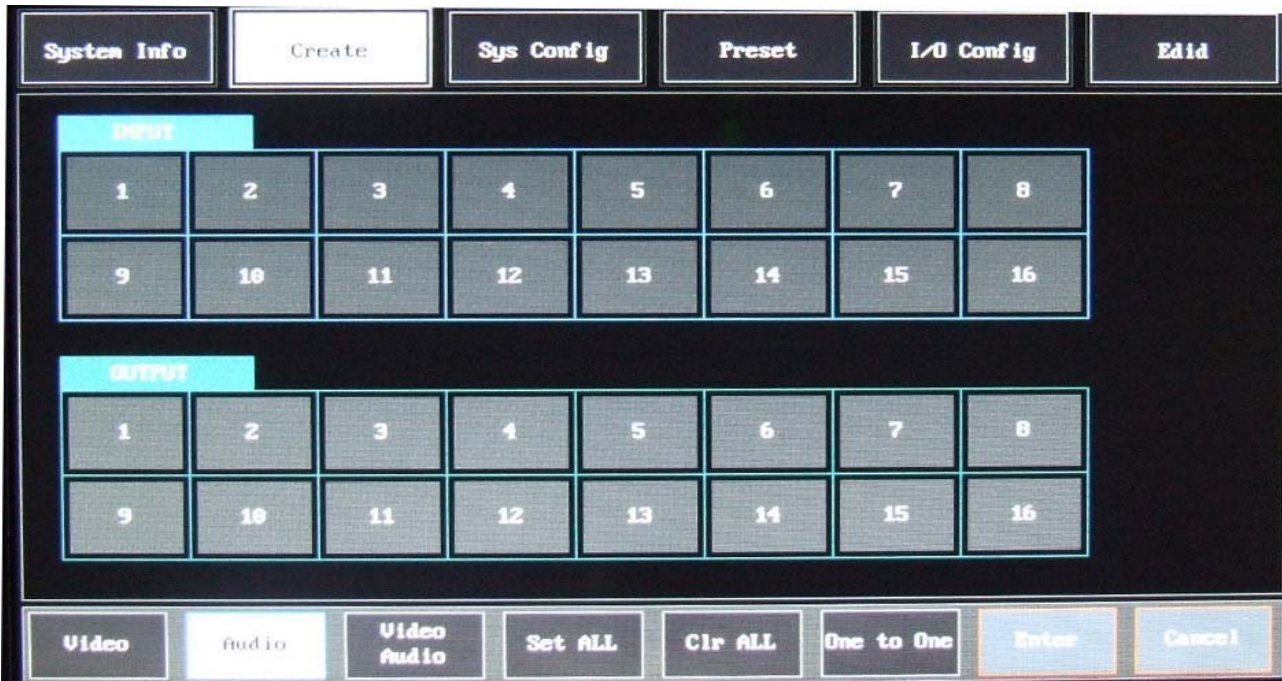 System Info Create Sys Config Preset I/O Config Edid
INPUT
1 2 3 4 5 6 7 8
9 10 11 12 13 14 15 16
OUTPUT
1 2 3 4 5 6 7 8
9 10 11 12 13 14 15 16
Video Audio Video Audio Set ALL Clr ALL One to One Enter Cancel